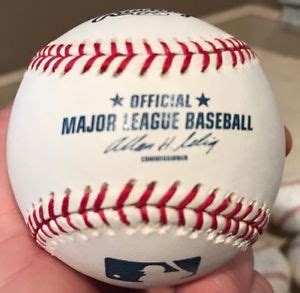 OFFICIAL
MAJOR LEAGUE BASEBALL
Allan H. Selig
COMMISSIONER